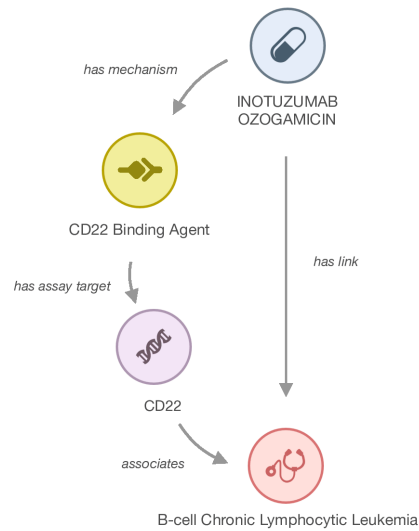 has mechanism
INOTUZUMAB
OZOGAMICIN
CD22 Binding Agent
has link
has assay target
CD22
associates
B-cell Chronic Lymphocytic Leukemia